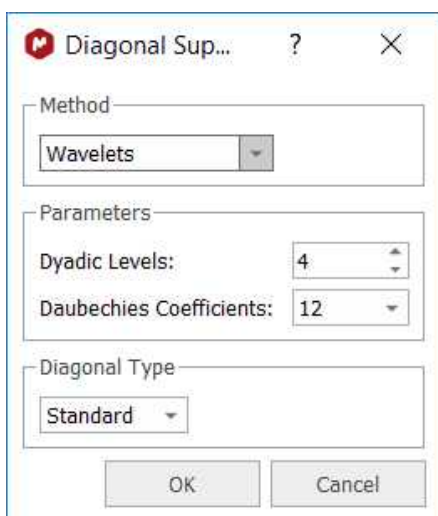 Diagonal Sup... ?
Method
Wavelets
Parameters
Dyadic Levels: 4
Daubechies Coefficients: 12
Diagonal Type
Standard
OK Cancel